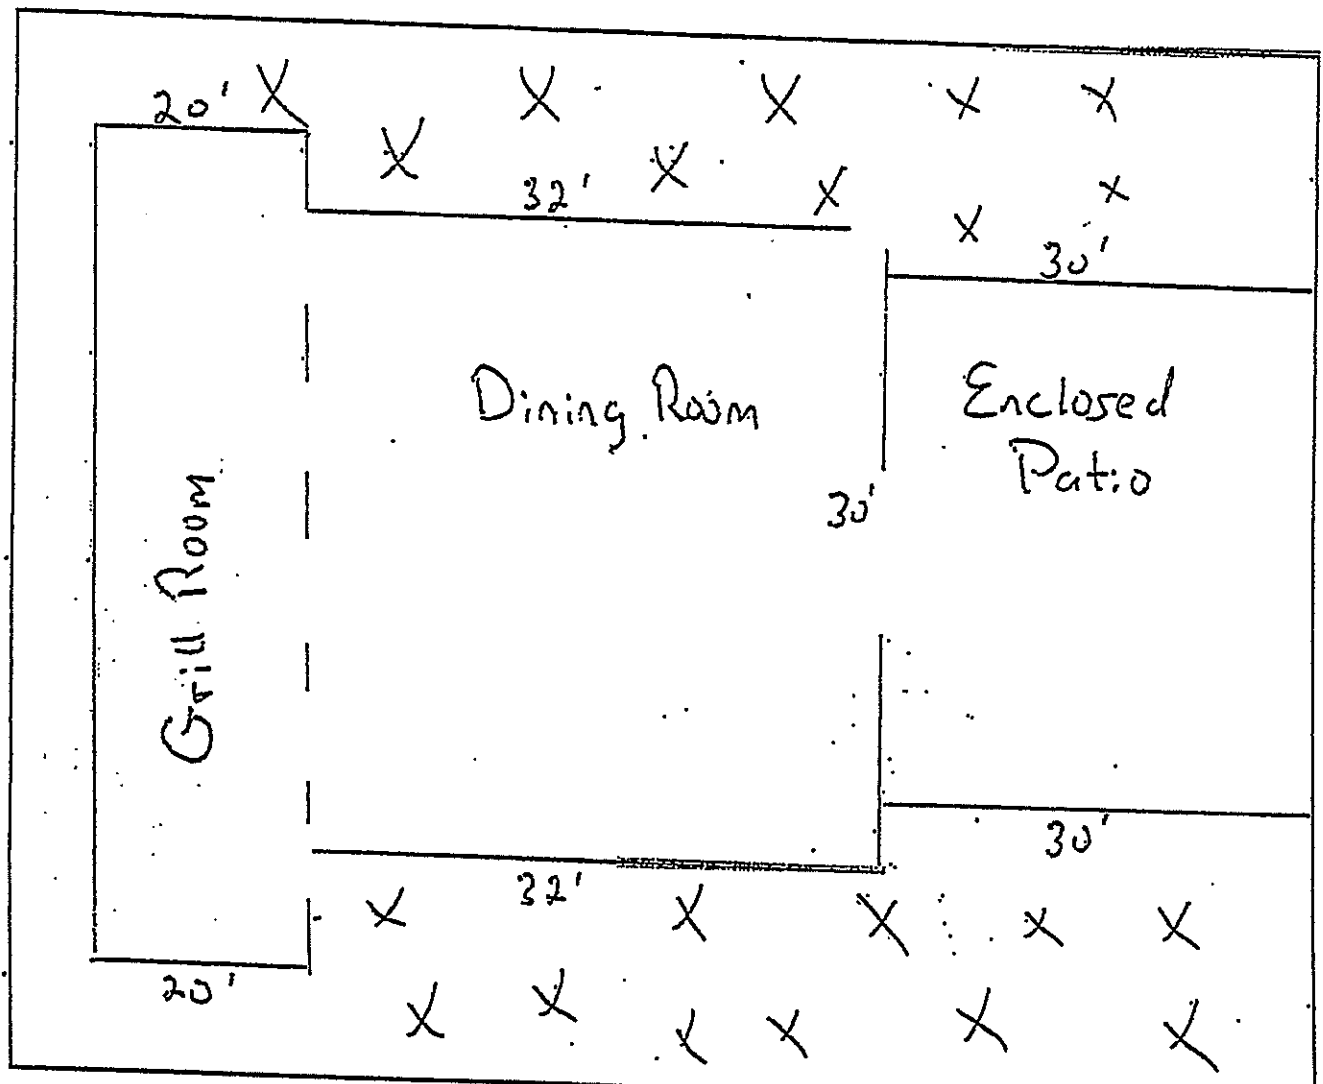 20' X X X X X
X X X X
32' X
30'
Dining Room Enclosed
Patio
30'
Grill Room
30'
32'
X X X X X
20' X X X X X X